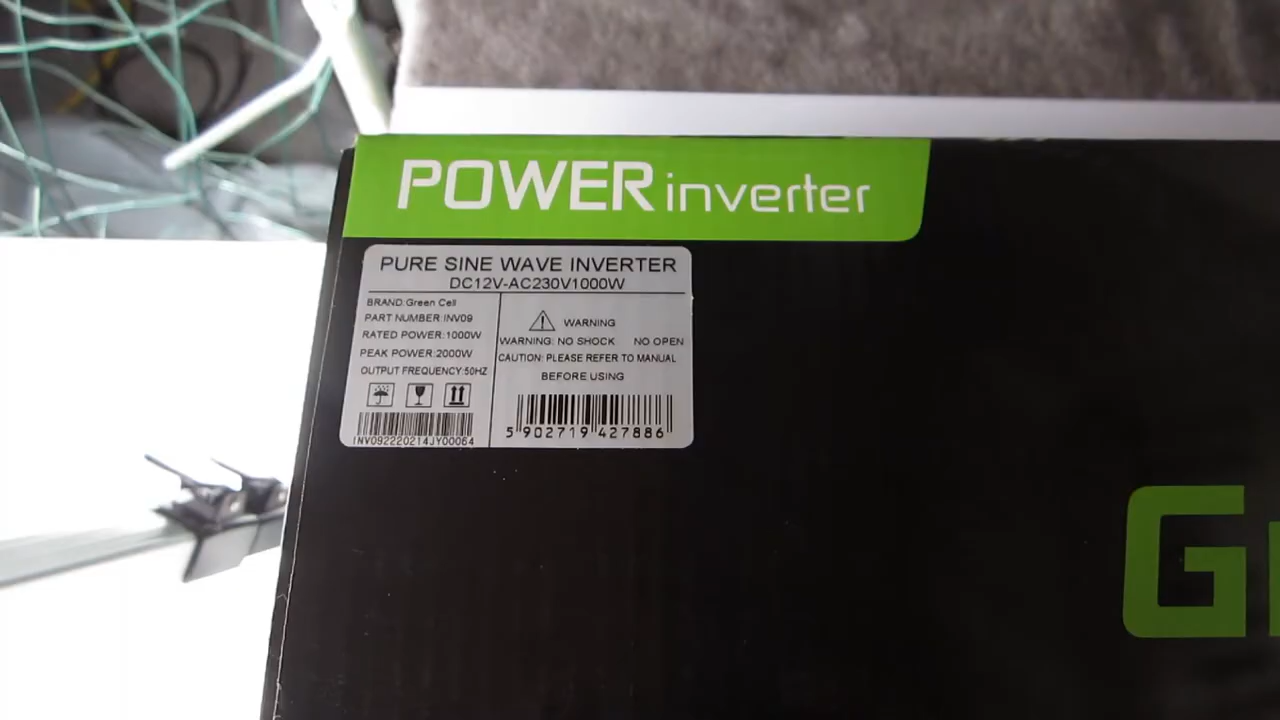 POWER inverter
PURE SINE WAVE INVERTER
DC12V-AC230V1000W
BRAND:Green Cell
PART NUMBER:INV09
RATED POWER:1000W
PEAK POWER:2000W
OUTPUT FREQUENCY:50HZ
INV092220214JY00064
WARNING
WARNING: NO SHOCK NO OPEN
CAUTION: PLEASE REFER TO MANUAL
BEFORE USING
5 902719 427886
G